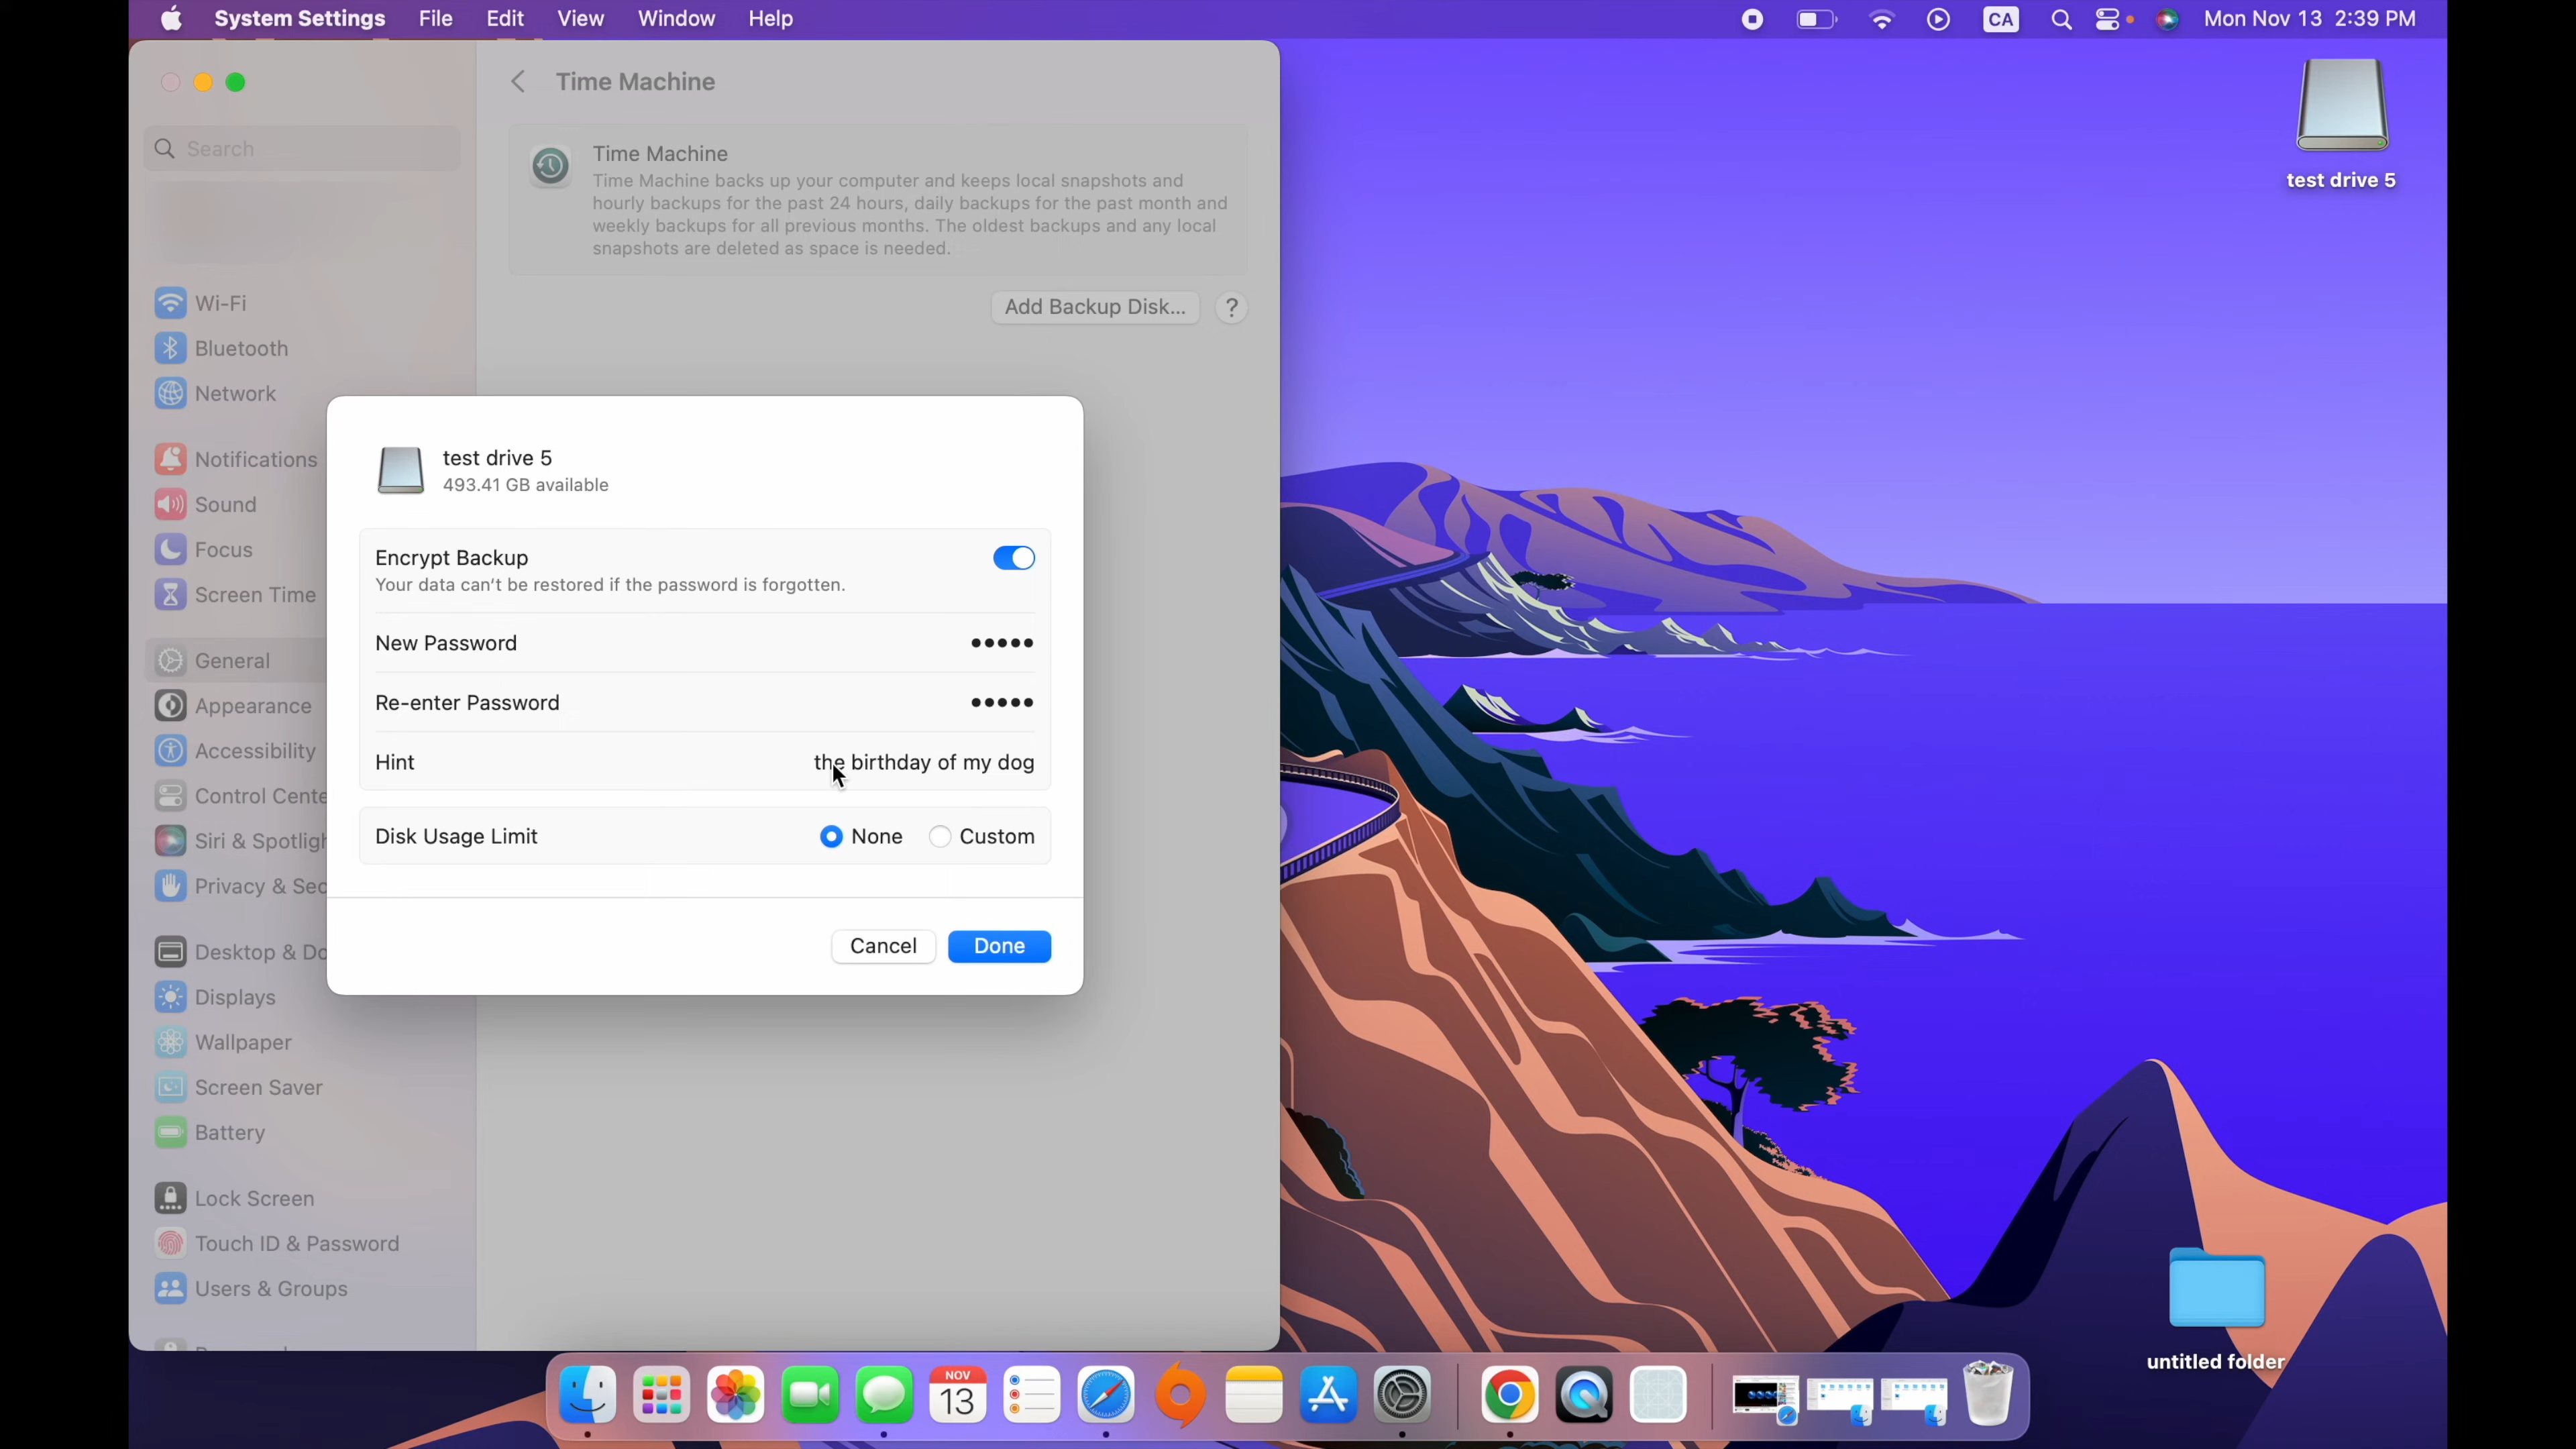 System Settings File Edit View Window Help CA Mon Nov 13 2:39 PM
Time Machine
Search
Time Machine
Time Machine backs up your computer and keeps local snapshots and
hourly backups for the past 24 hours, daily backups for the past month and
weekly backups for all previous months. The oldest backups and any local
snapshots are deleted as space is needed.
Add Backup Disk... ?
test drive 5
Wi-Fi
Bluetooth
Network
Notifications
Sound
Focus
Screen Time
General
Appearance
Accessibility
Control Cente
Siri & Spotligh
Privacy & Sec
Desktop & Do
Displays
Wallpaper
Screen Saver
Battery
Lock Screen
Touch ID & Password
Users & Groups
test drive 5
493.41 GB available
Encrypt Backup
Your data can't be restored if the password is forgotten.
New Password •••••
Re-enter Password •••••
Hint the birthday of my dog
Disk Usage Limit None Custom
Cancel Done
untitled folder
NOV
13